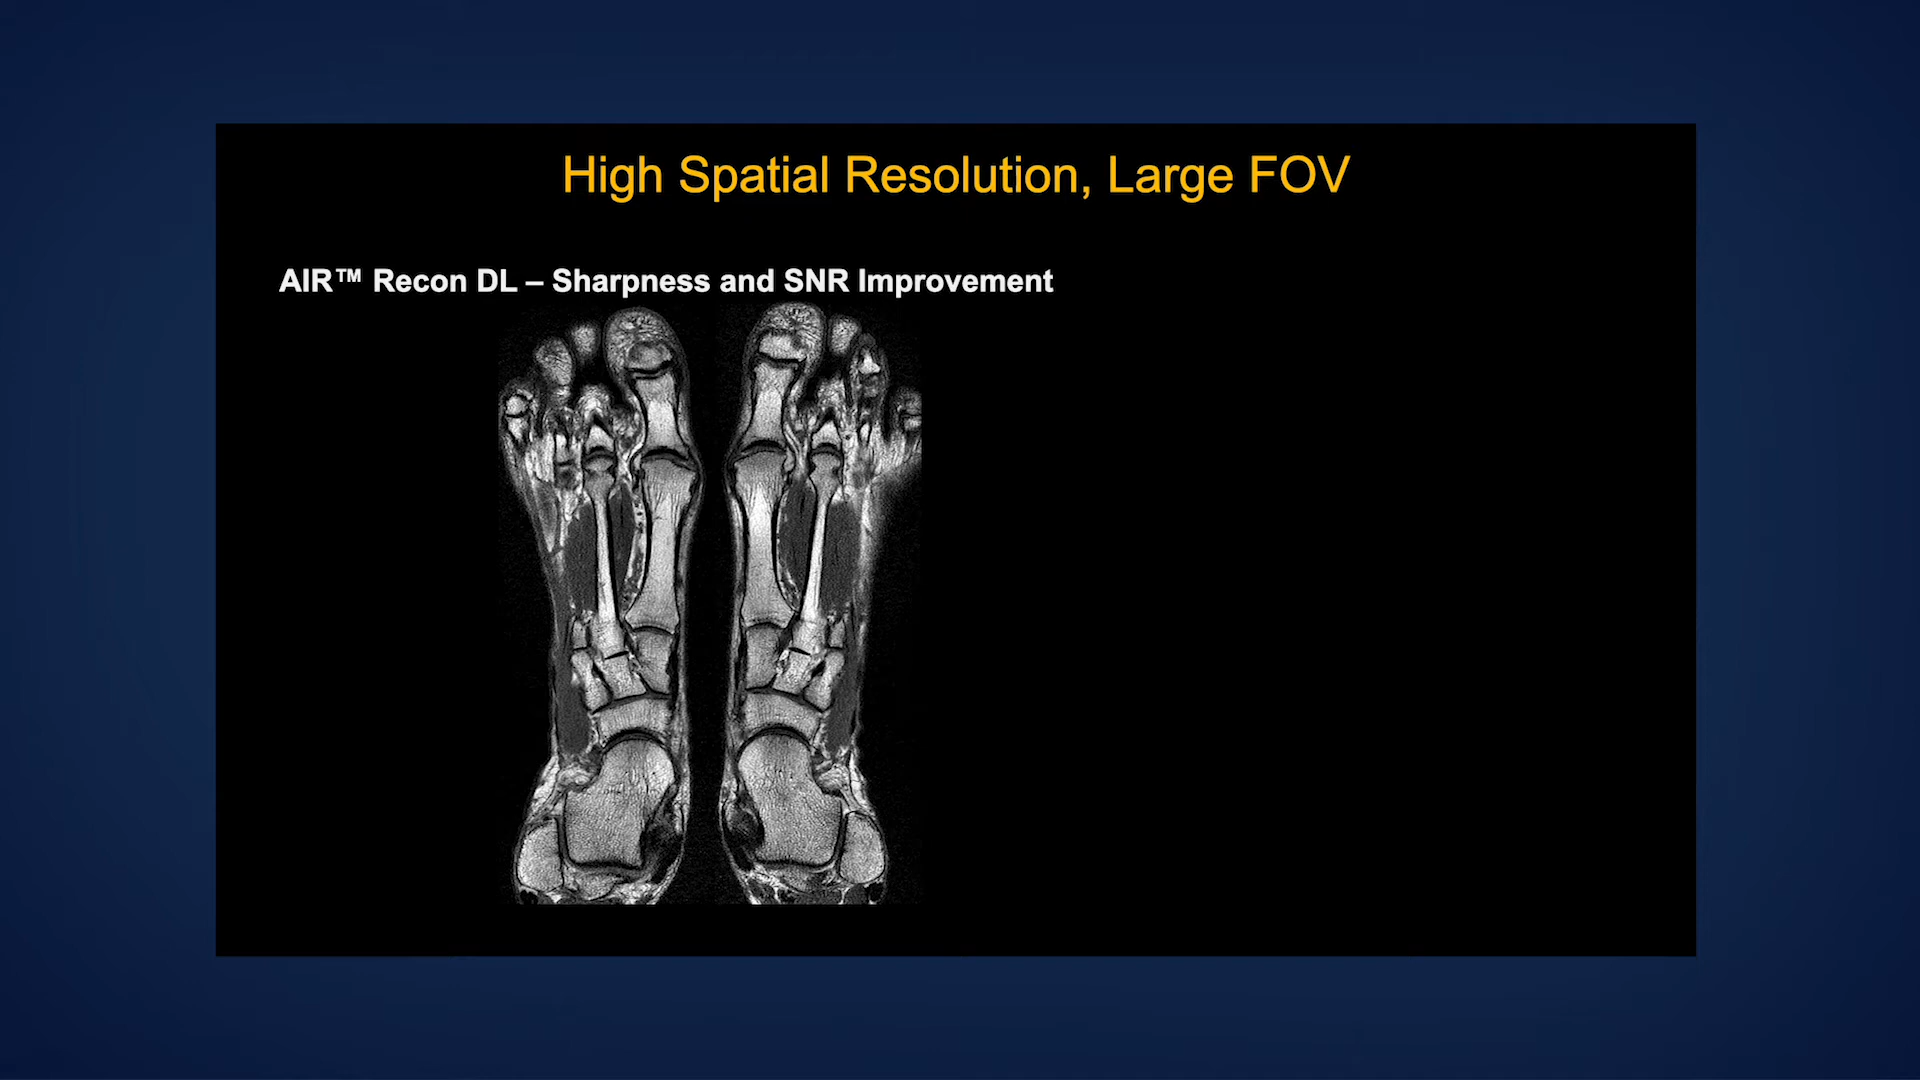 High Spatial Resolution, Large FOV
AIR™ Recon DL – Sharpness and SNR Improvement